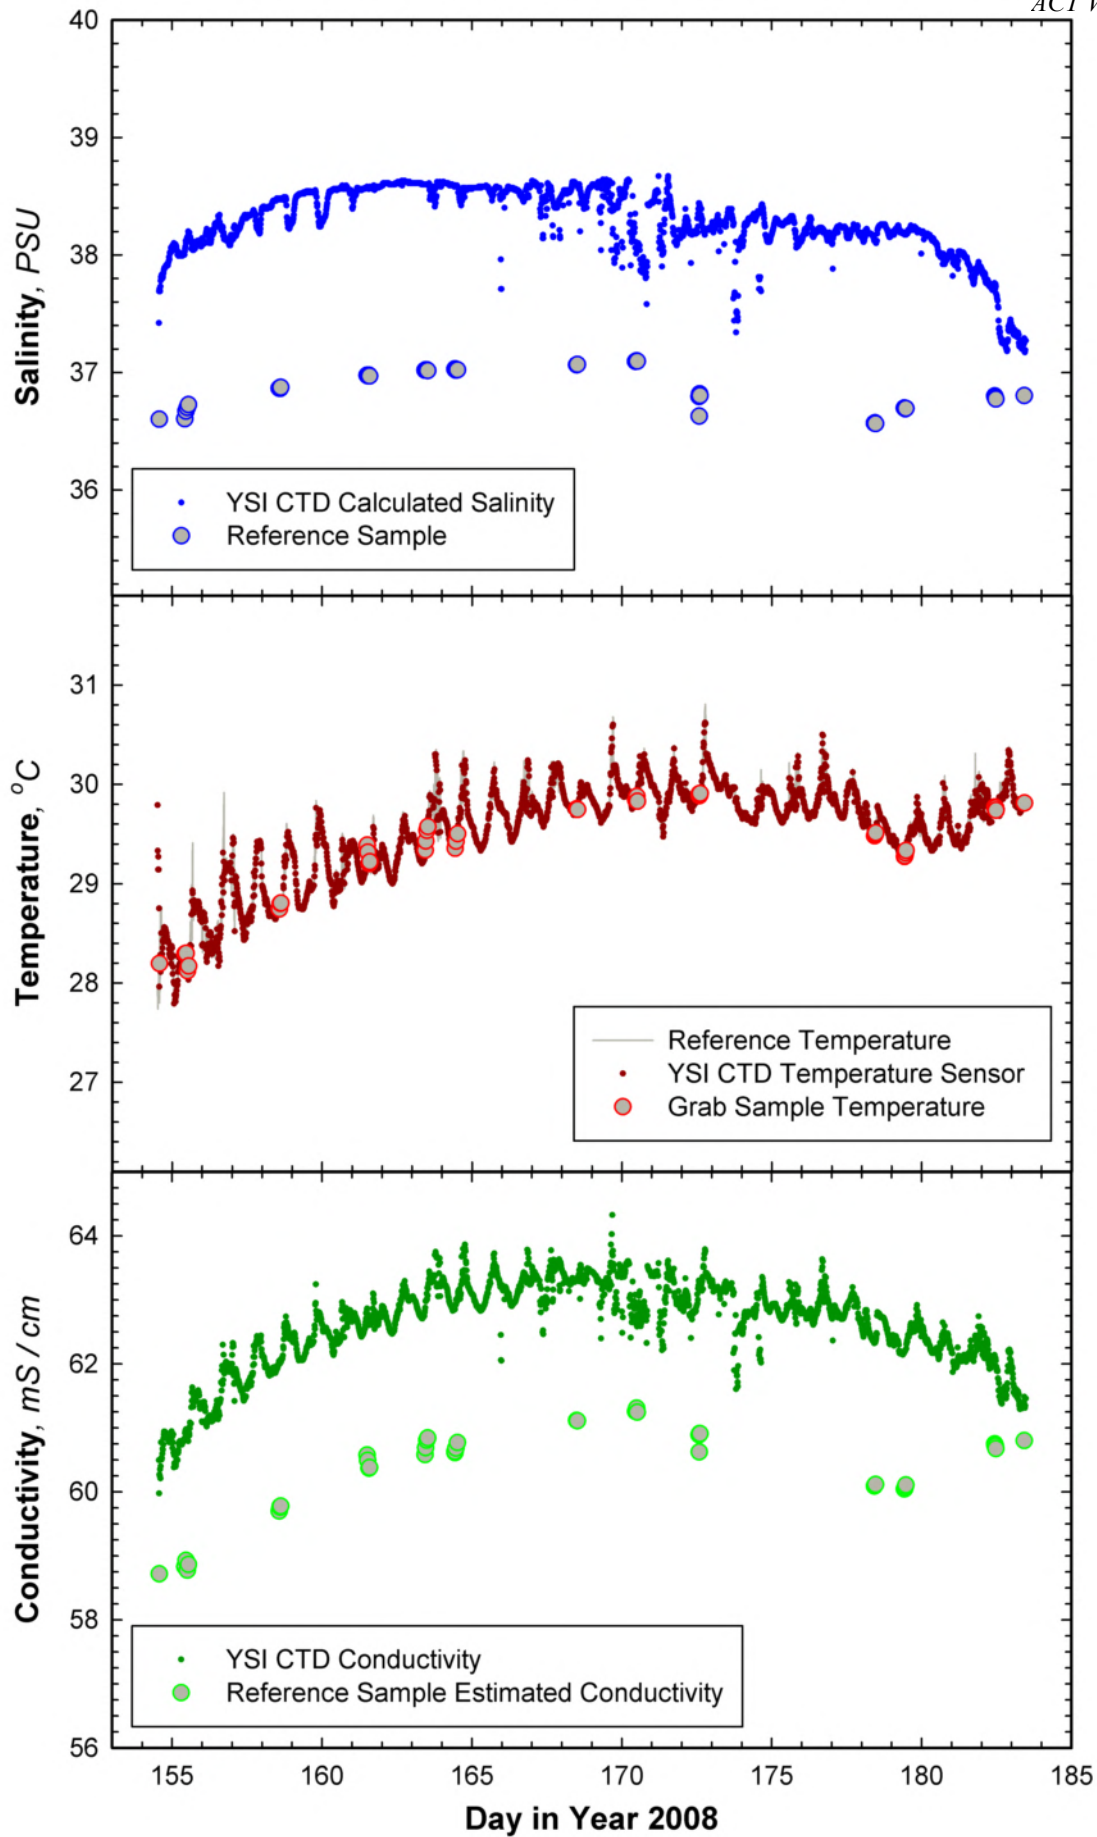 ACT V
40
39
38
37
36
Salinity, PSU
YSI CTD Calculated Salinity
Reference Sample
31
30
29
28
27
Temperature, °C
Reference Temperature
YSI CTD Temperature Sensor
Grab Sample Temperature
64
62
60
58
56
Conductivity, mS / cm
YSI CTD Conductivity
Reference Sample Estimated Conductivity
155 160 165 170 175 180 185
Day in Year 2008